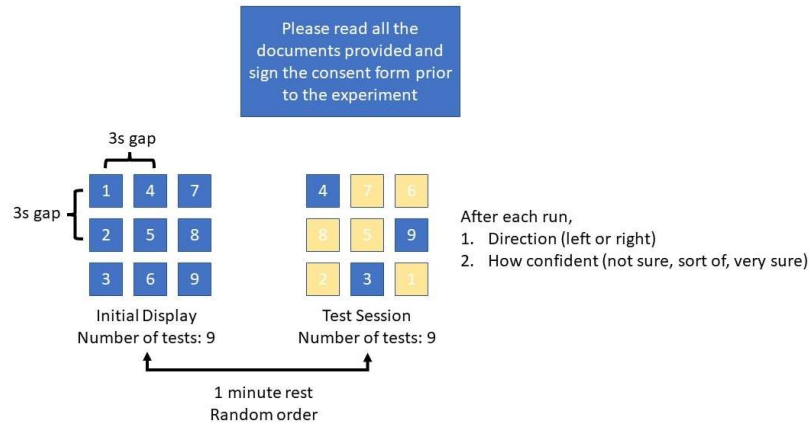 Please read all the
documents provided and
sign the consent form prior
to the experiment
3s gap
3s gap
1 4 7
2 5 8
3 6 9
Initial Display
Number of tests: 9
4 7 6
8 5 9
2 3 1
Test Session
Number of tests: 9
After each run,
1. Direction (left or right)
2. How confident (not sure, sort of, very sure)
1 minute rest
Random order